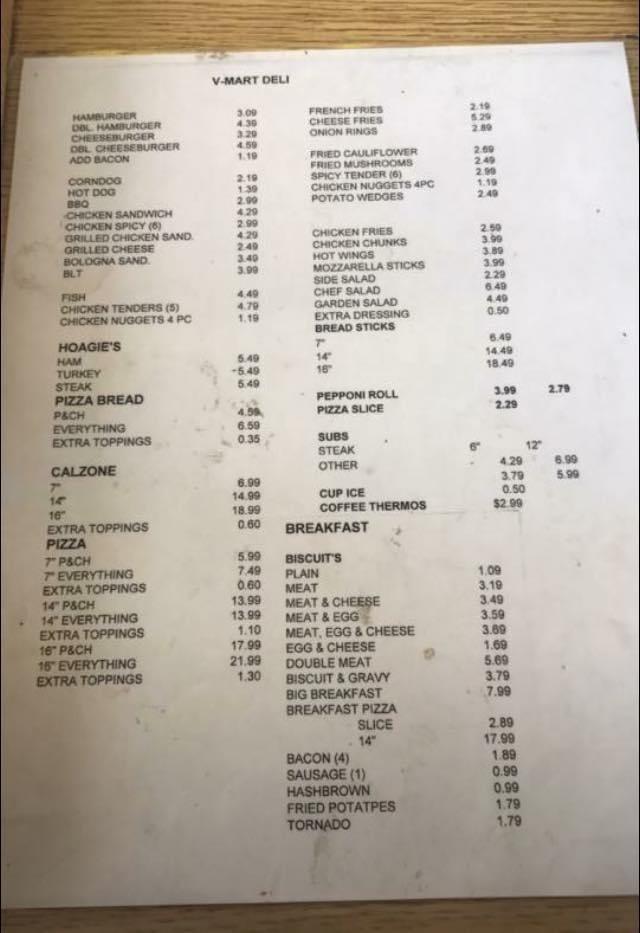 V-MART DELI
HAMBURGER 3.09
DBL. HAMBURGER 4.39
CHEESEBURGER 3.29
DBL. CHEESEBURGER 4.59
ADD BACON 1.19
CORNDOG 2.19
HOT DOG 1.39
BBQ 2.99
CHICKEN SANDWICH 4.29
CHICKEN SPICY (6) 2.99
GRILLED CHICKEN SAND. 4.29
GRILLED CHEESE 2.49
BOLOGNA SAND. 3.49
BLT 3.99
FISH 4.49
CHICKEN TENDERS (5) 4.79
CHICKEN NUGGETS 4 PC 1.19
HOAGIE'S
HAM 5.49
TURKEY 5.49
STEAK 5.49
PIZZA BREAD
P&CH 4.59
EVERYTHING 6.59
EXTRA TOPPINGS 0.35
CALZONE
7" 6.99
14" 14.99
16" 18.99
EXTRA TOPPINGS 0.60
PIZZA
7" P&CH 5.99
7" EVERYTHING 7.49
EXTRA TOPPINGS 0.60
14" P&CH 13.99
14" EVERYTHING 13.99
EXTRA TOPPINGS 1.10
16" P&CH 17.99
16" EVERYTHING 21.99
EXTRA TOPPINGS 1.30
FRENCH FRIES 2.19
CHEESE FRIES 5.29
ONION RINGS 2.89
FRIED CAULIFLOWER 2.69
FRIED MUSHROOMS 2.49
SPICY TENDER (6) 2.99
CHICKEN NUGGETS 4PC 1.19
POTATO WEDGES 2.49
CHICKEN FRIES 2.59
CHICKEN CHUNKS 3.99
HOT WINGS 3.89
MOZZARELLA STICKS 3.99
SIDE SALAD 2.29
CHEF SALAD 6.49
GARDEN SALAD 4.49
EXTRA DRESSING 0.50
BREAD STICKS
7" 6.49
14" 14.49
16" 18.49
PEPPONI ROLL 3.99 2.79
PIZZA SLICE 2.29
SUBS 6" 12"
STEAK 4.29 6.99
OTHER 3.79 5.99
CUP ICE 0.50
COFFEE THERMOS $2.99
BREAKFAST
BISCUIT'S
PLAIN 1.09
MEAT 3.19
MEAT & CHEESE 3.49
MEAT & EGG 3.59
MEAT, EGG & CHEESE 3.69
EGG & CHEESE 1.69
DOUBLE MEAT 5.69
BISCUIT & GRAVY 3.79
BIG BREAKFAST 7.99
BREAKFAST PIZZA
SLICE 2.89
14" 17.99
BACON (4) 1.89
SAUSAGE (1) 0.99
HASHBROWN 0.99
FRIED POTATPES 1.79
TORNADO 1.79